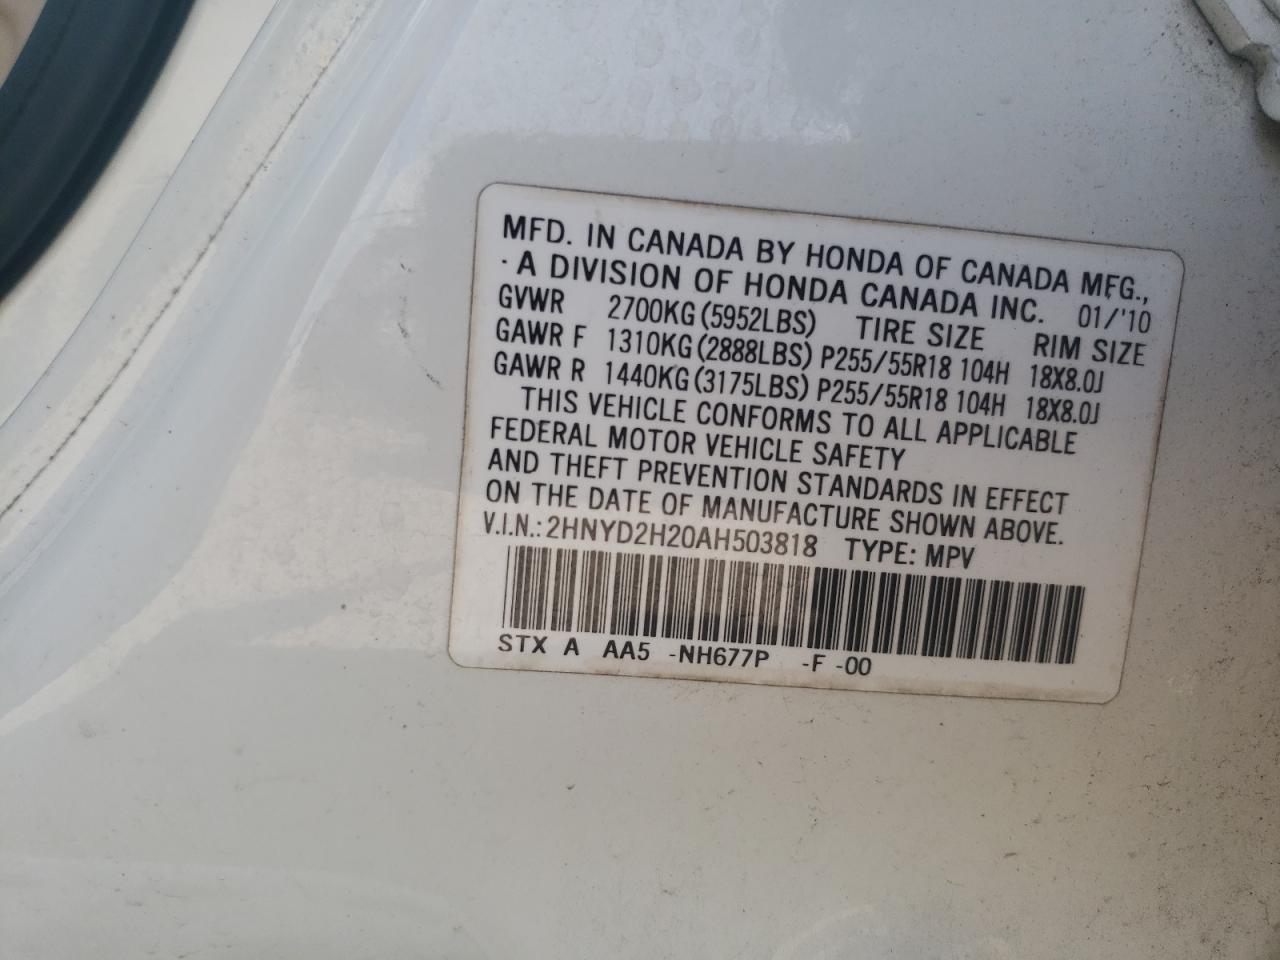 MFD. IN CANADA BY HONDA OF CANADA MFG.,
· A DIVISION OF HONDA CANADA INC. 01/'10
GVWR 2700KG(5952LBS) TIRE SIZE RIM SIZE
GAWR F 1310KG(2888LBS) P255/55R18 104H 18X8.0J
GAWR R 1440KG(3175LBS) P255/55R18 104H 18X8.0J
THIS VEHICLE CONFORMS TO ALL APPLICABLE
FEDERAL MOTOR VEHICLE SAFETY
AND THEFT PREVENTION STANDARDS IN EFFECT
ON THE DATE OF MANUFACTURE SHOWN ABOVE.
V.I.N.: 2HNYD2H20AH503818 TYPE: MPV
STX A AA5 -NH677P -F -00